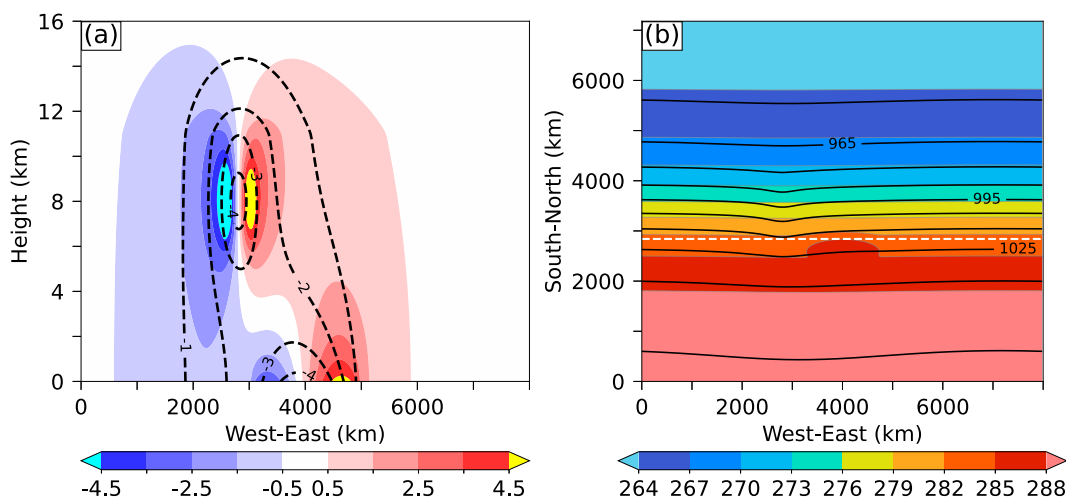 (a)
16
12
8
4
0
Height (km)
-1
-2
-3
-4
-3
-4
0 2000 4000 6000
West-East (km)
-4.5 -2.5 -0.5 0.5 2.5 4.5
(b)
6000
4000
2000
0
South-North (km)
965
995
1025
0 2000 4000 6000
West-East (km)
264 267 270 273 276 279 282 285 288